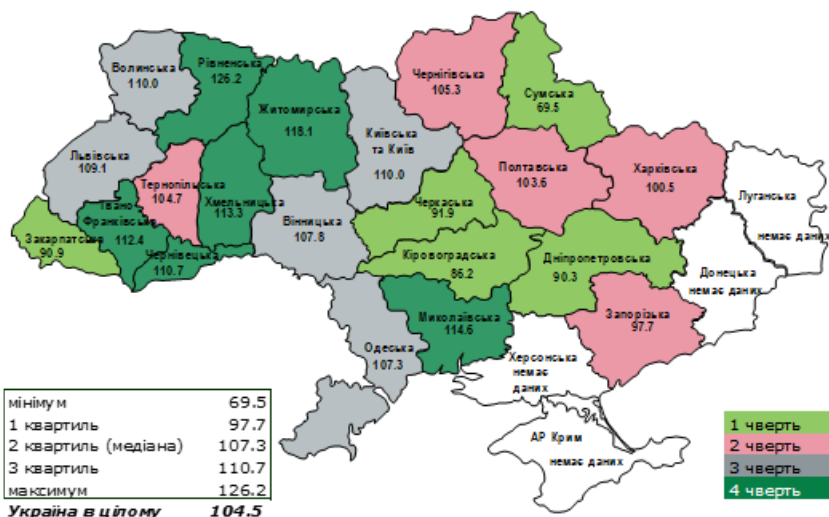 Волинська
110.0
Рівненська
126.2
Житомирська
118.1
Київська
та Київ
110.0
Чернігівська
105.3
Сумська
69.5
Львівська
109.1
Тернопільська
104.7
Хмельницька
113.3
Вінницька
107.8
Черкаська
91.9
Полтавська
103.6
Харківська
100.5
Луганська
немає даних
Закарпатська
90.9
Івано-
Франківська
112.4
Чернівецька
110.7
Кіровоградська
86.2
Дніпропетровська
90.3
Донецька
немає даних
Одеська
107.3
Миколаївська
114.6
Запорізька
97.7
Херсонська
немає
даних
АР Крим
немає даних
мінімум 69.5
1 квартиль 97.7
2 квартиль (медіана) 107.3
3 квартиль 110.7
максимум 126.2
Україна в цілому 104.5
1 чверть
2 чверть
3 чверть
4 чверть